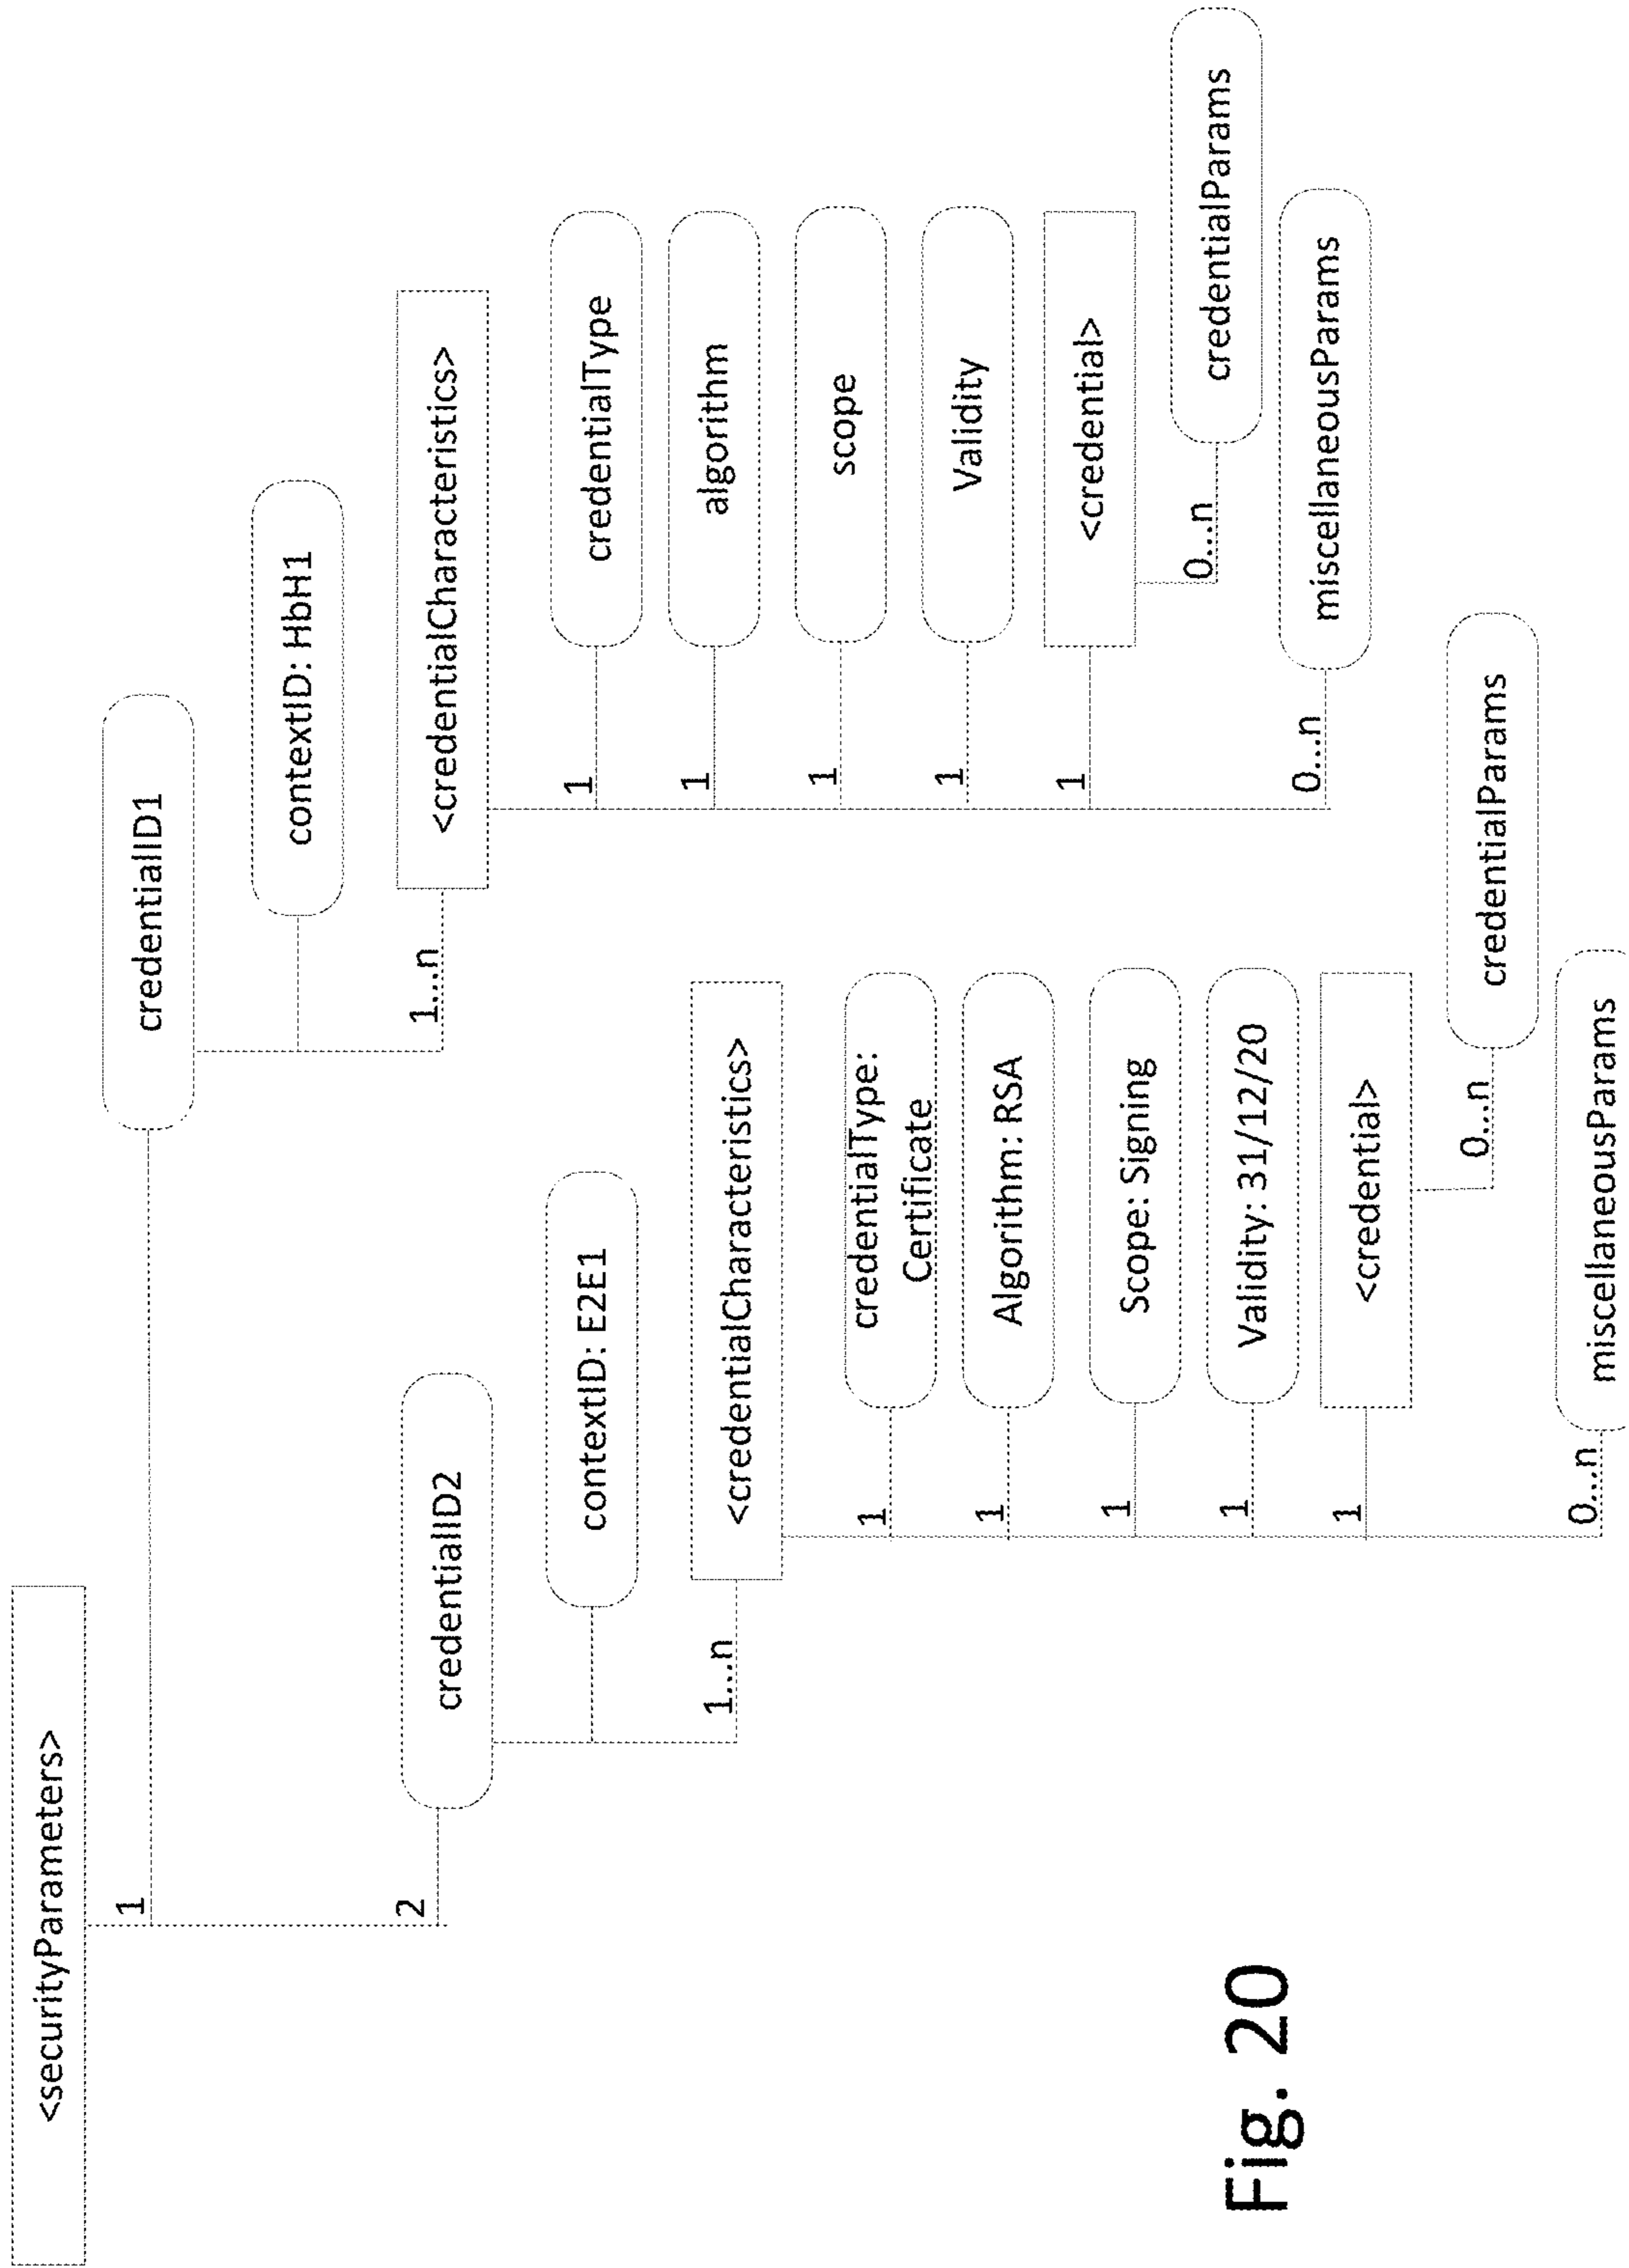 <securityParameters>
1
credentialID1
contextID: HbH1
1...n
<credentialCharacteristics>
1
credentialType
1
algorithm
1
scope
1
Validity
1
<credential>
0...n
credentialParams
0...n
miscellaneousParams
2
credentialID2
contextID: E2E1
1...n
<credentialCharacteristics>
1
credentialType:
Certificate
1
Algorithm: RSA
1
Scope: Signing
1
Validity: 31/12/20
1
<credential>
0...n
credentialParams
0...n
miscellaneousParams
Fig. 20